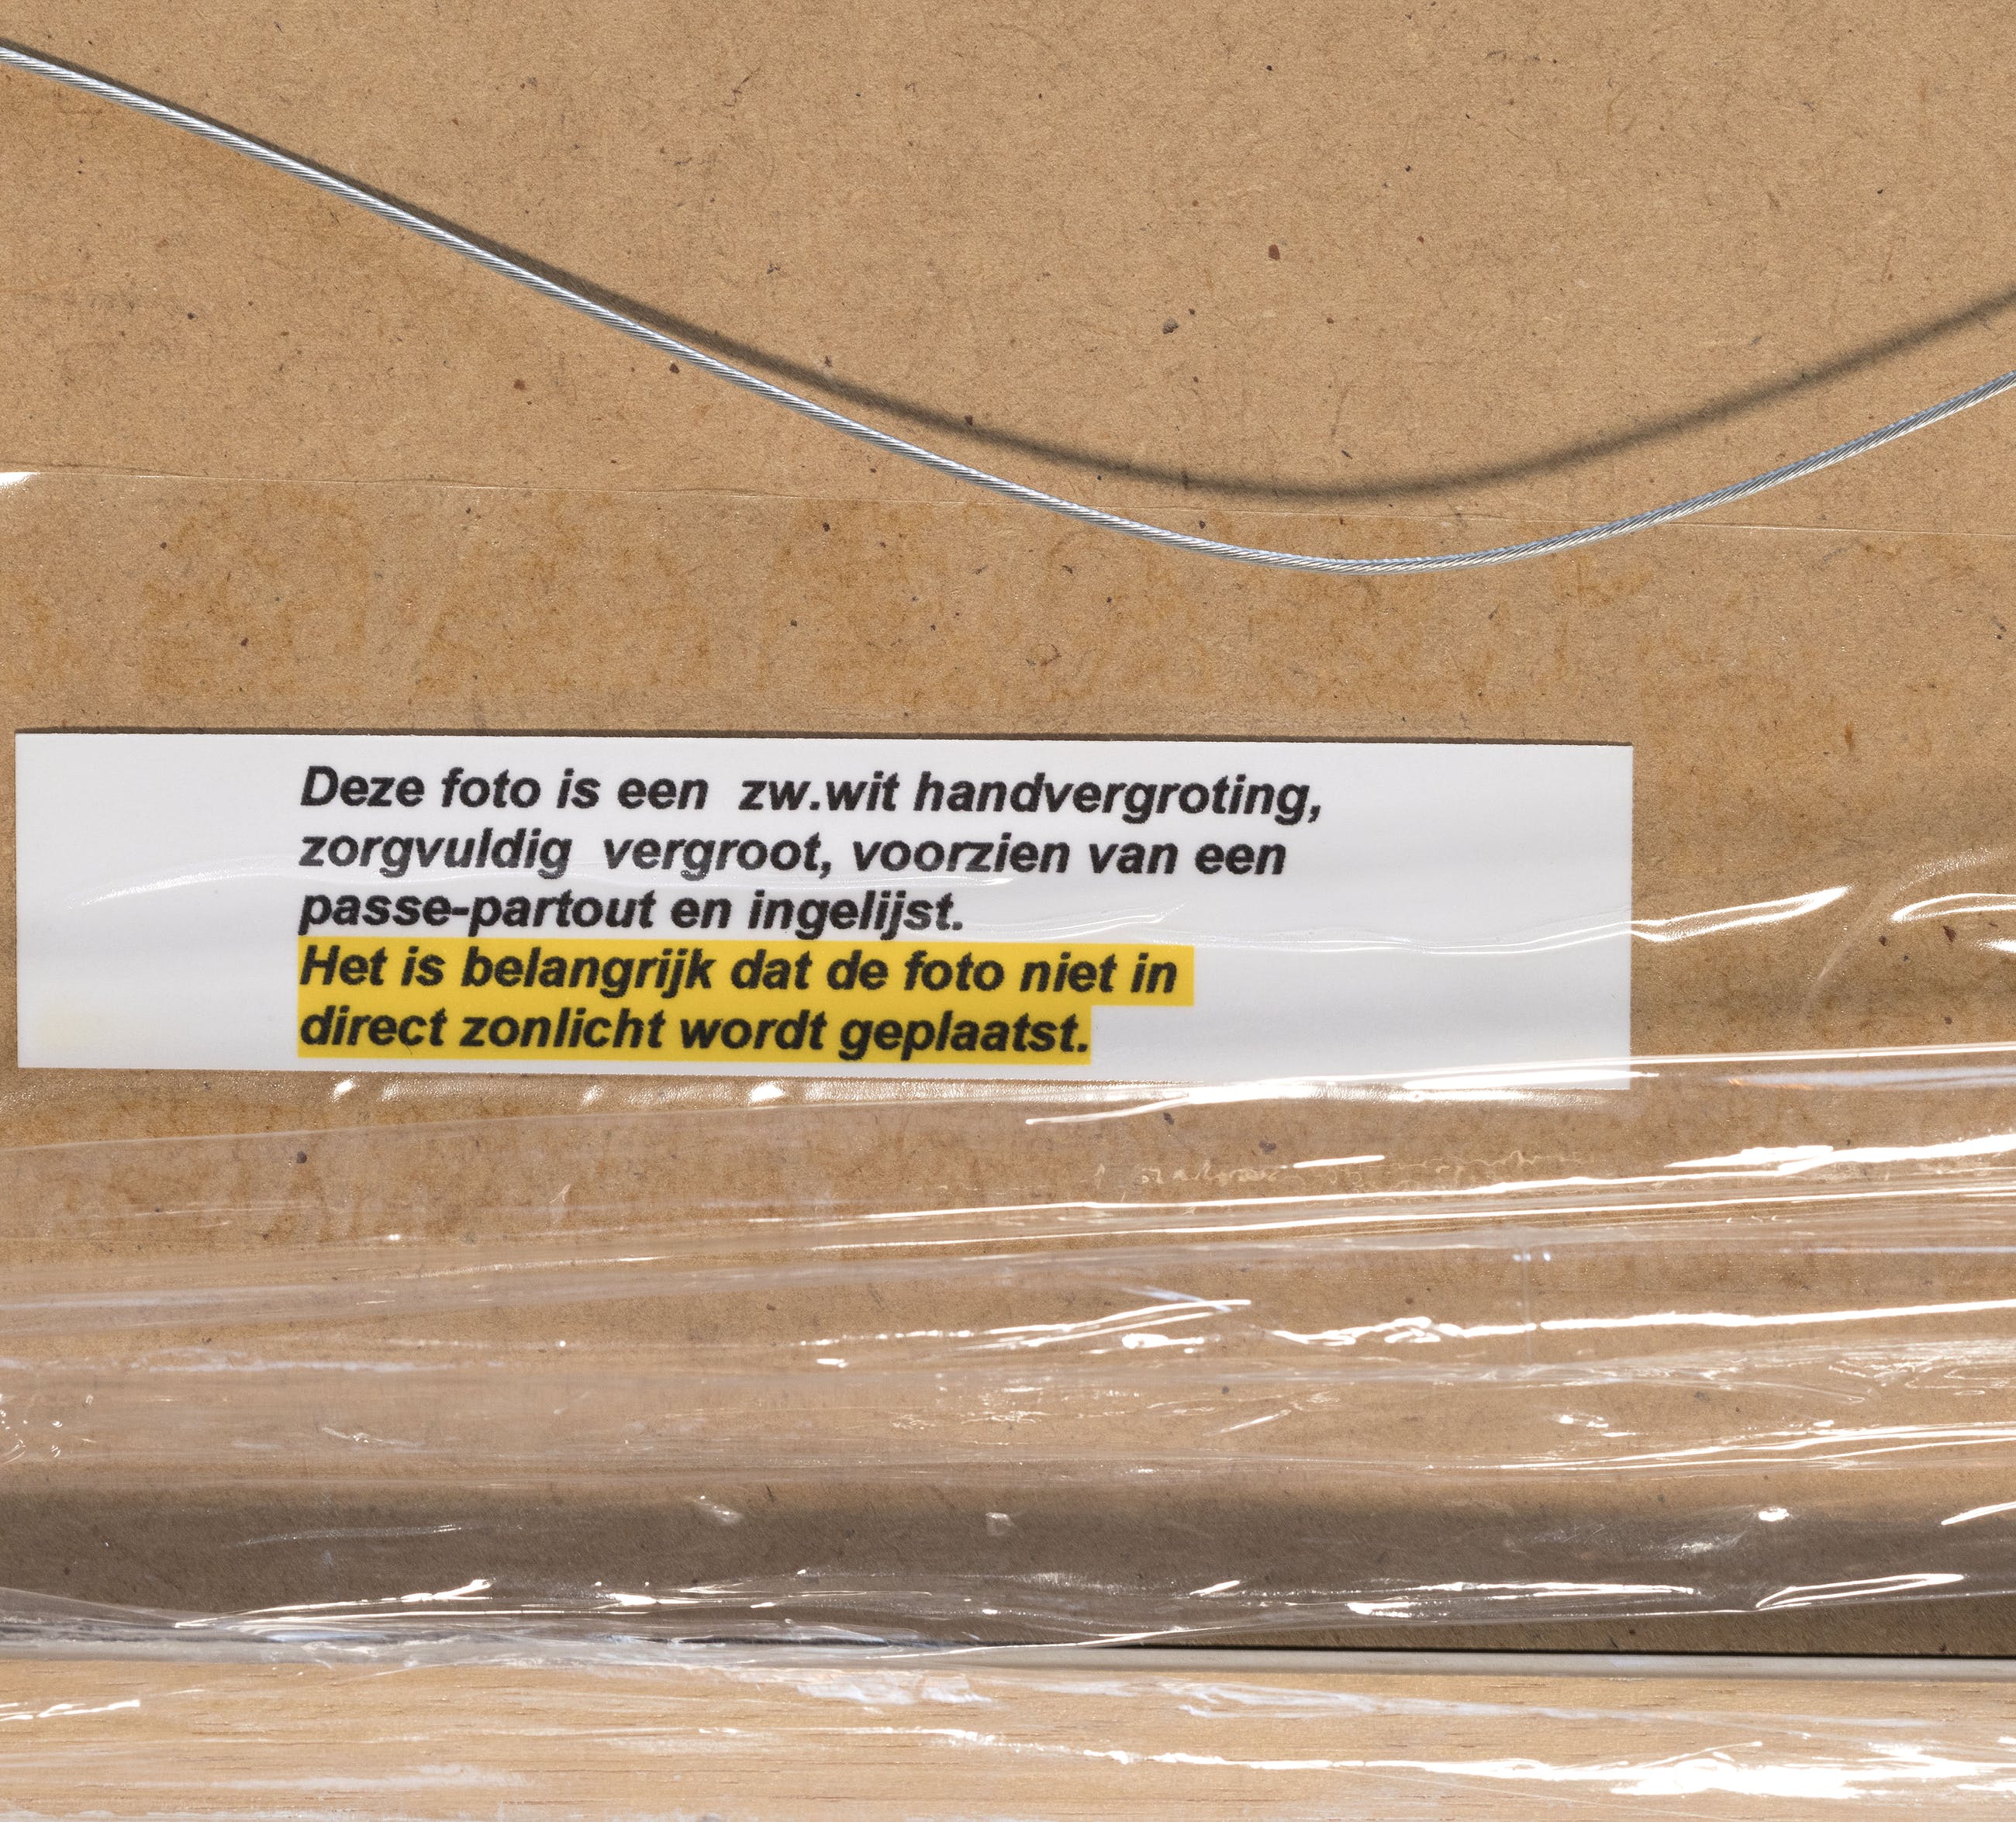 Deze foto is een  zw.wit handvergroting,
zorgvuldig  vergroot, voorzien van een
passe-partout en ingelijst.
Het is belangrijk dat de foto niet in
direct zonlicht wordt geplaatst.